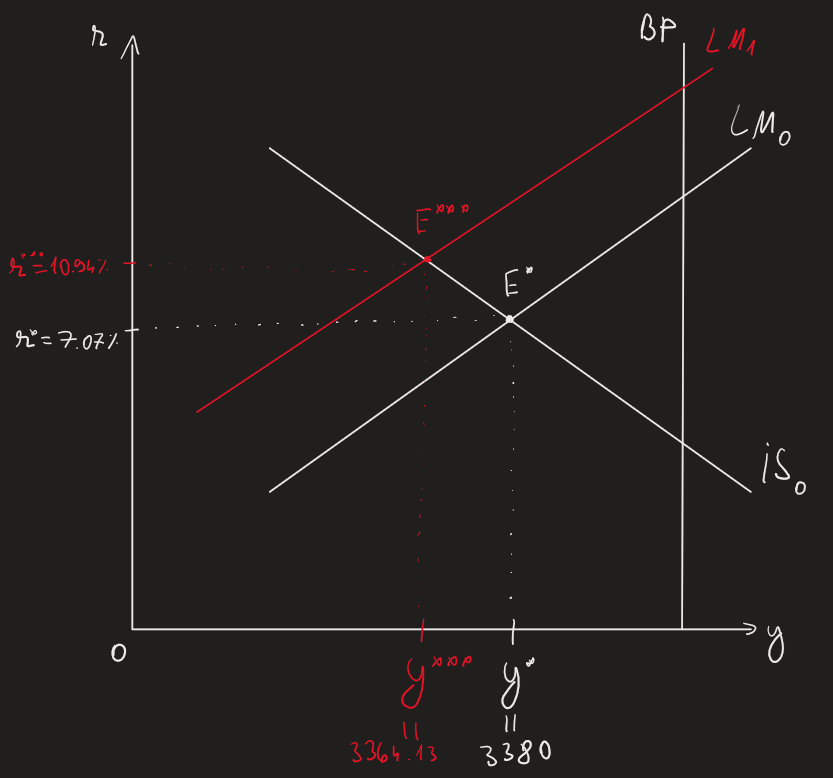 r
BP
LM₁
LM₀
E***
r***=10.94%
E*
r*=7.07%
iS₀
0
y
y***
y*
=
=
3364.13
3380